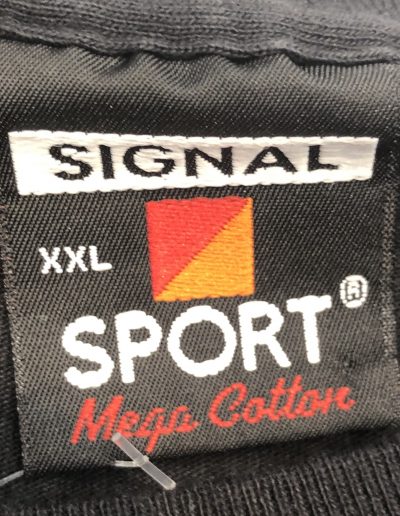 SIGNAL
XXL
SPORT®
Mega Cotton